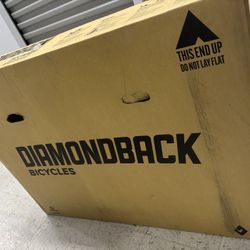 THIS END UP
DO NOT LAY FLAT
DIAMONDBACK
BICYCLES